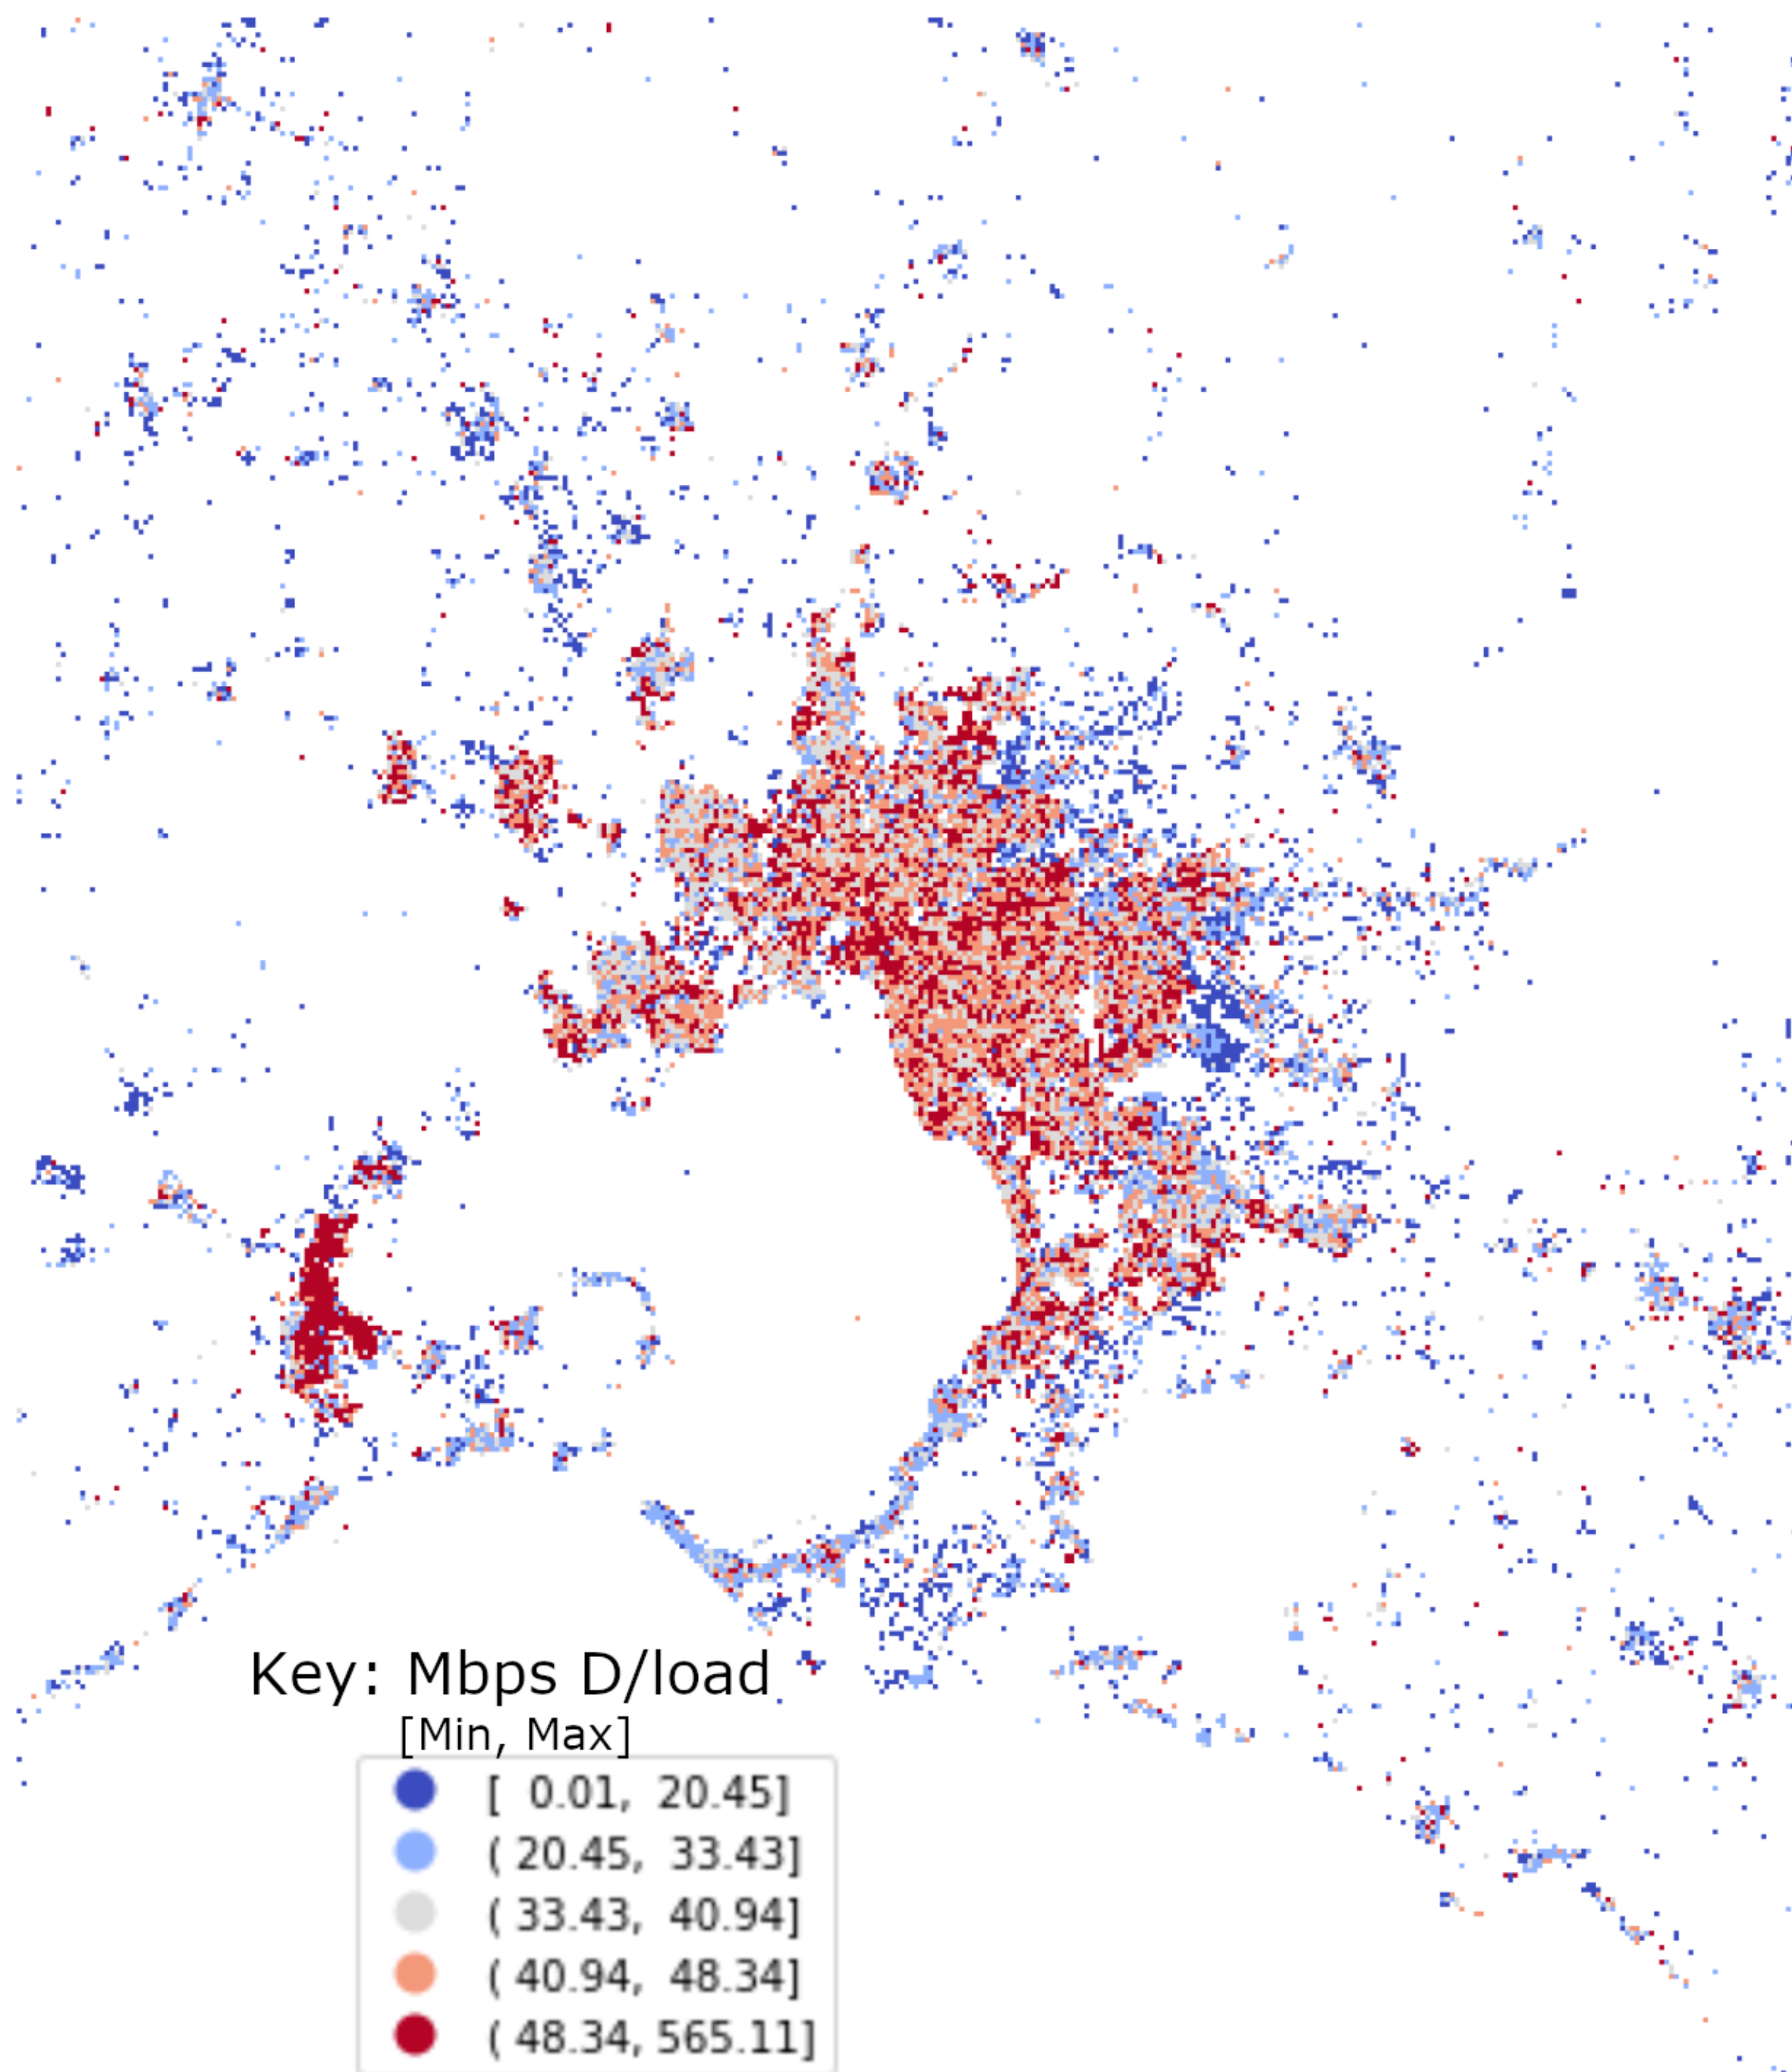 Key: Mbps D/load
[Min, Max]
[ 0.01, 20.45]
( 20.45, 33.43]
( 33.43, 40.94]
( 40.94, 48.34]
( 48.34, 565.11]